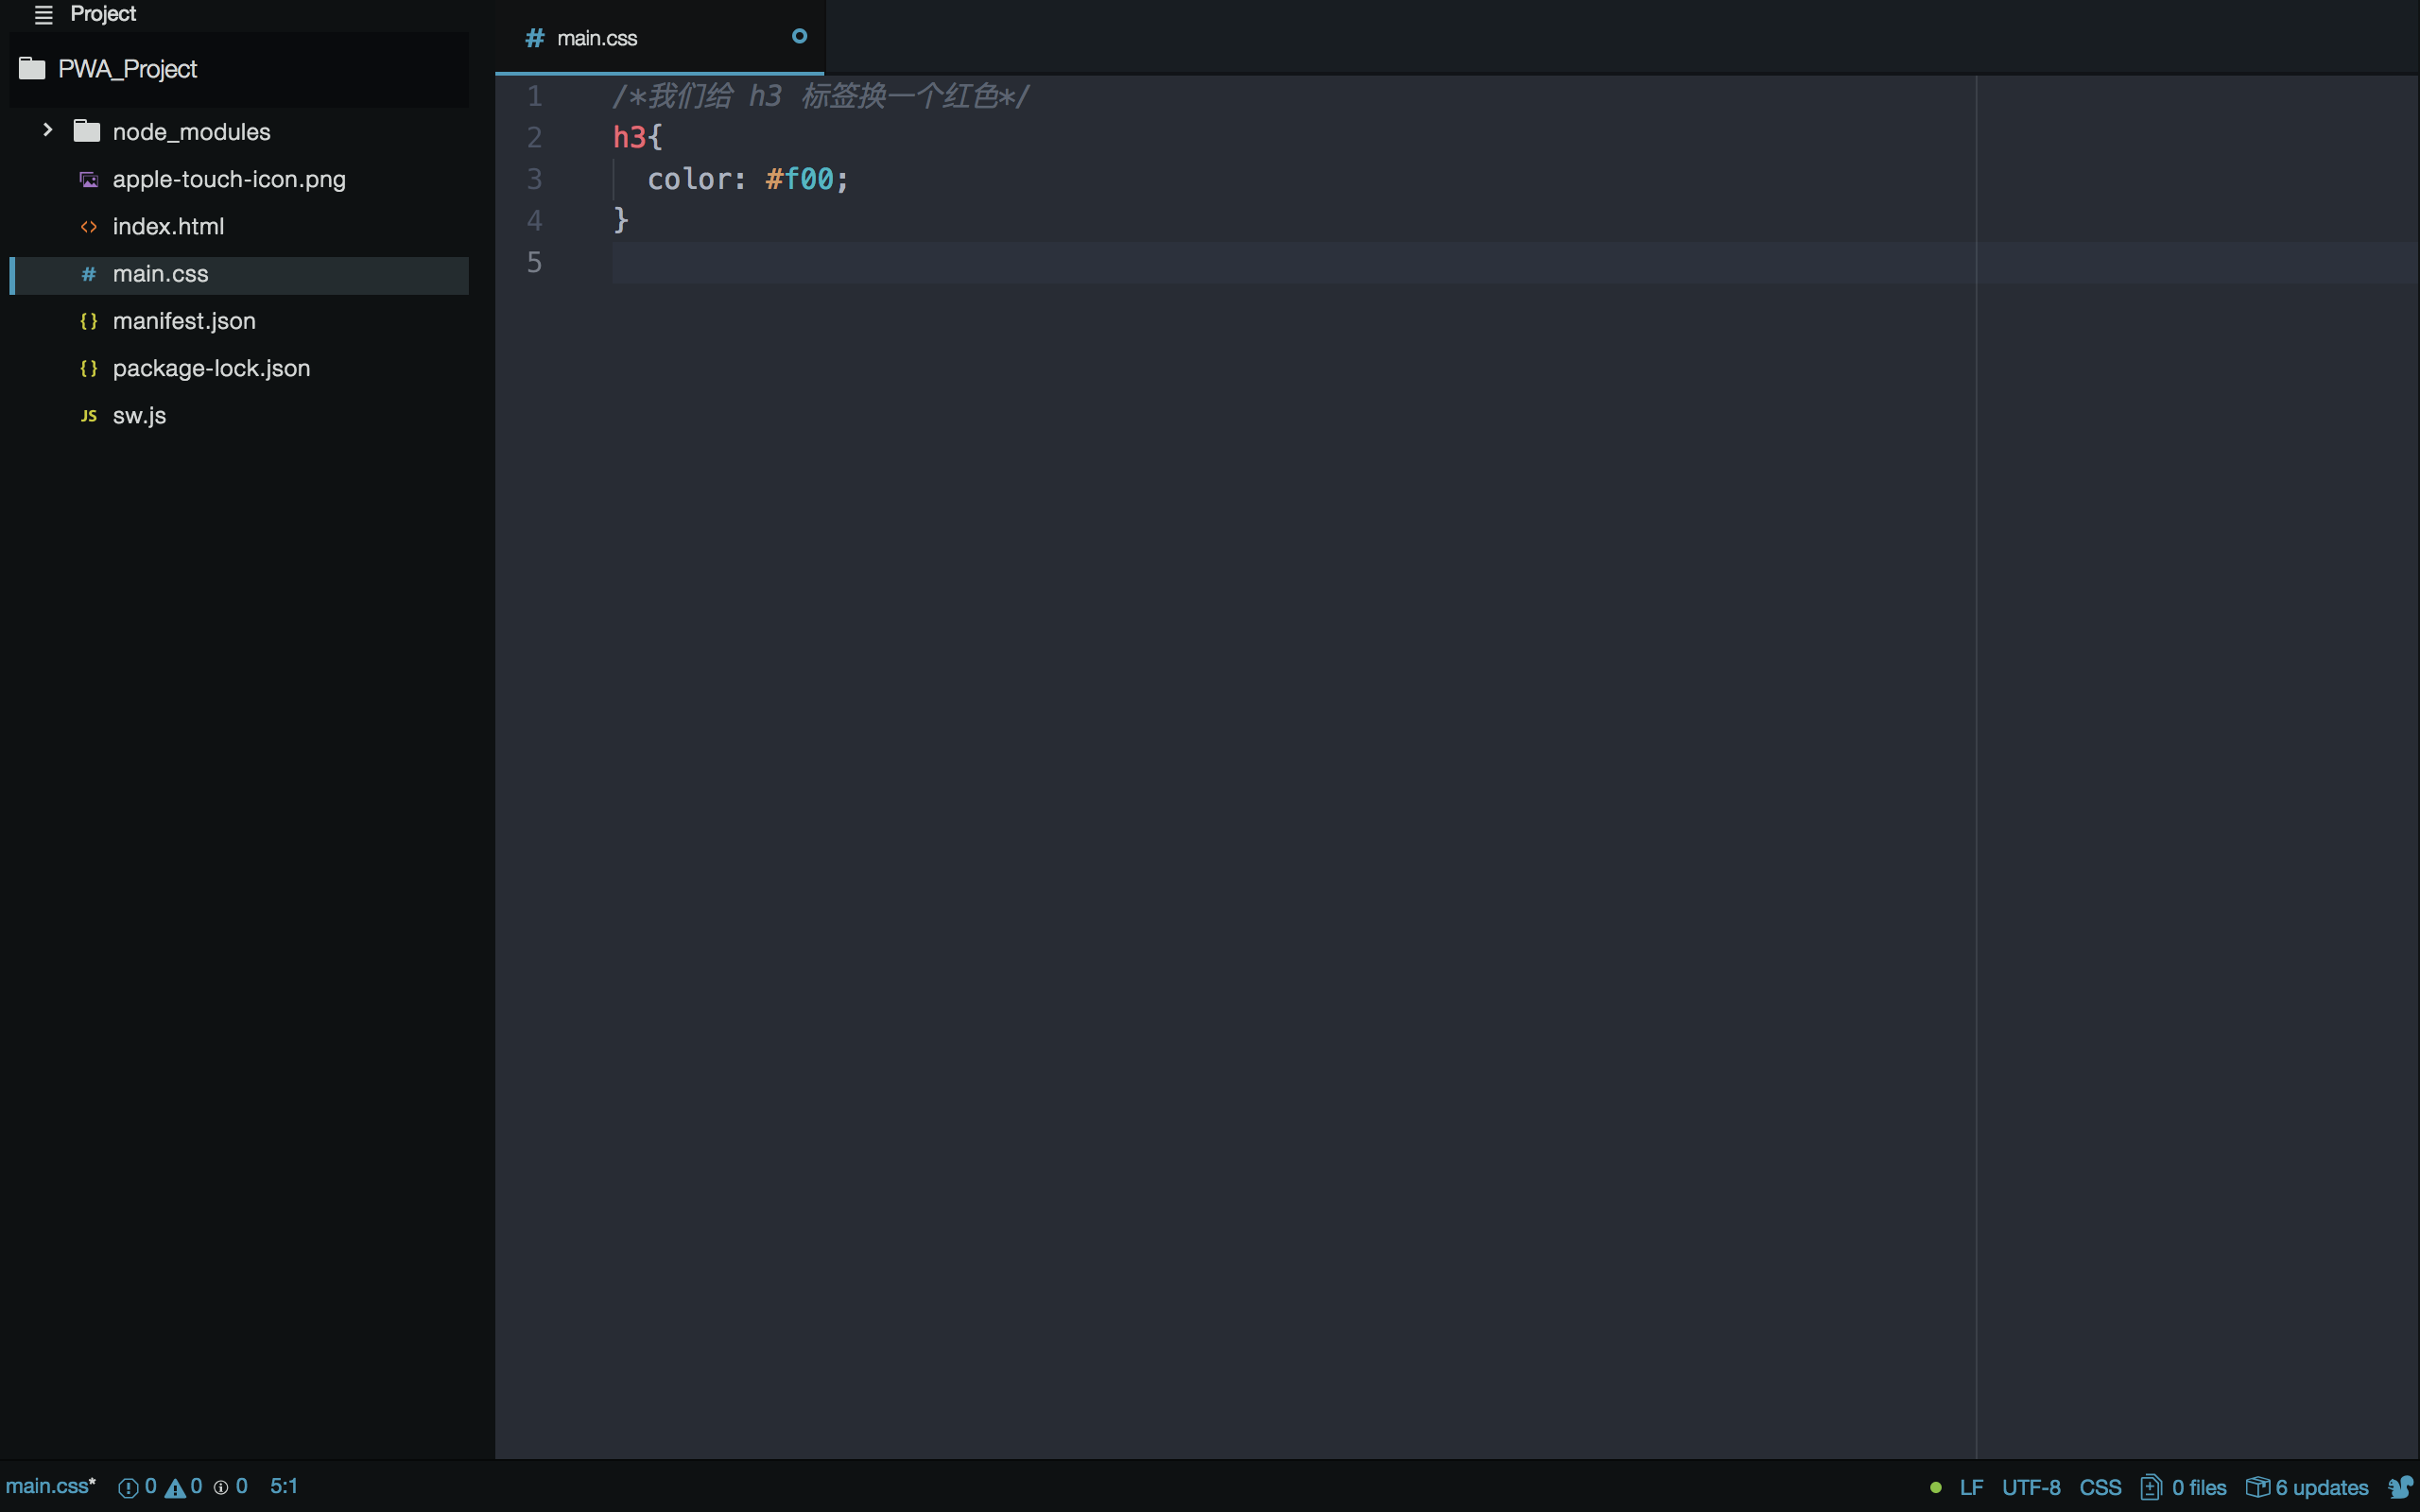 Project
PWA_Project
node_modules
apple-touch-icon.png
<> index.html
# main.css
{} manifest.json
{} package-lock.json
JS sw.js
# main.css
1 /*我们给 h3 标签换一个红色*/
2 h3{
3 color: #f00;
4 }
5
main.css* 0 0 0 5:1
LF UTF-8 CSS 0 files 6 updates